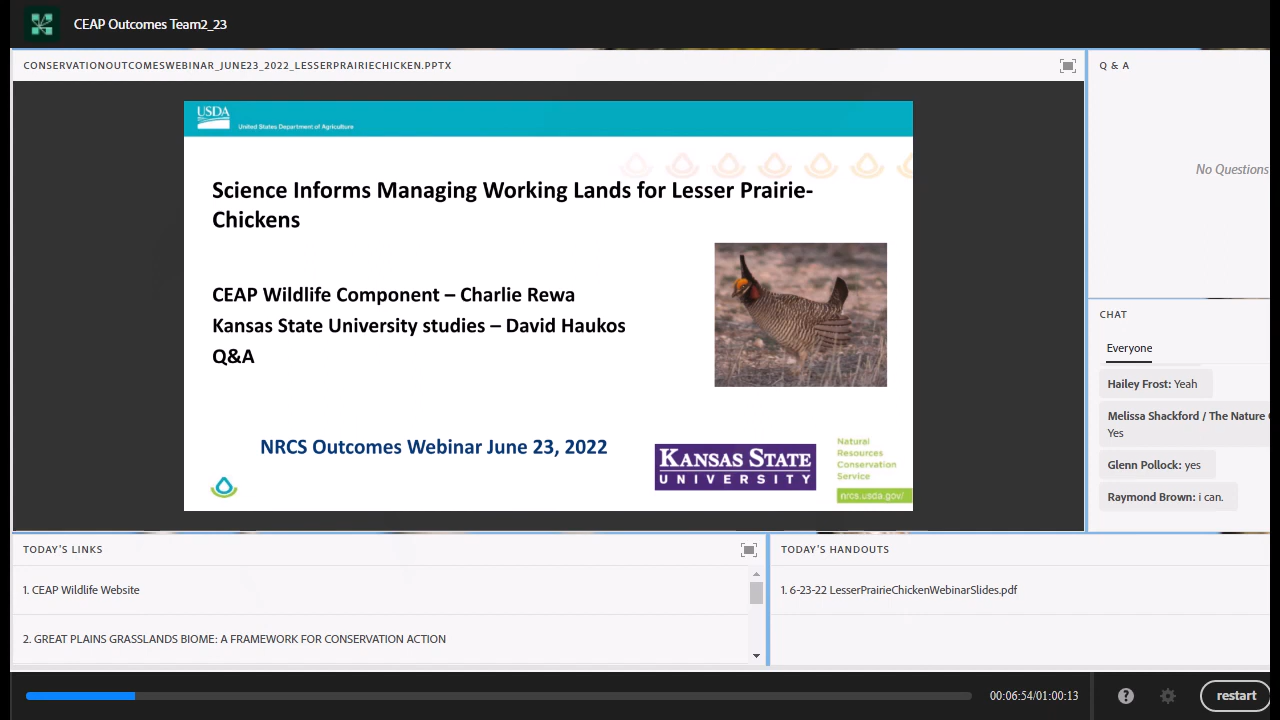 CEAP Outcomes Team2_23
CONSERVATIONOUTCOMESWEBINAR_JUNE23_2022_LESSERPRAIRIECHICKEN.PPTX
USDA
United States Department of Agriculture
Science Informs Managing Working Lands for Lesser Prairie-
Chickens
CEAP Wildlife Component – Charlie Rewa
Kansas State University studies – David Haukos
Q&A
NRCS Outcomes Webinar June 23, 2022
KANSAS STATE
UNIVERSITY
Natural
Resources
Conservation
Service
nrcs.usda.gov/
Q & A
No Questions
CHAT
Everyone
Hailey Frost: Yeah
Melissa Shackford / The Nature
Yes
Glenn Pollock: yes
Raymond Brown: i can.
TODAY'S LINKS
1. CEAP Wildlife Website
2. GREAT PLAINS GRASSLANDS BIOME: A FRAMEWORK FOR CONSERVATION ACTION
TODAY'S HANDOUTS
1. 6-23-22 LesserPrairieChickenWebinarSlides.pdf
00:06:54/01:00:13
?
restart